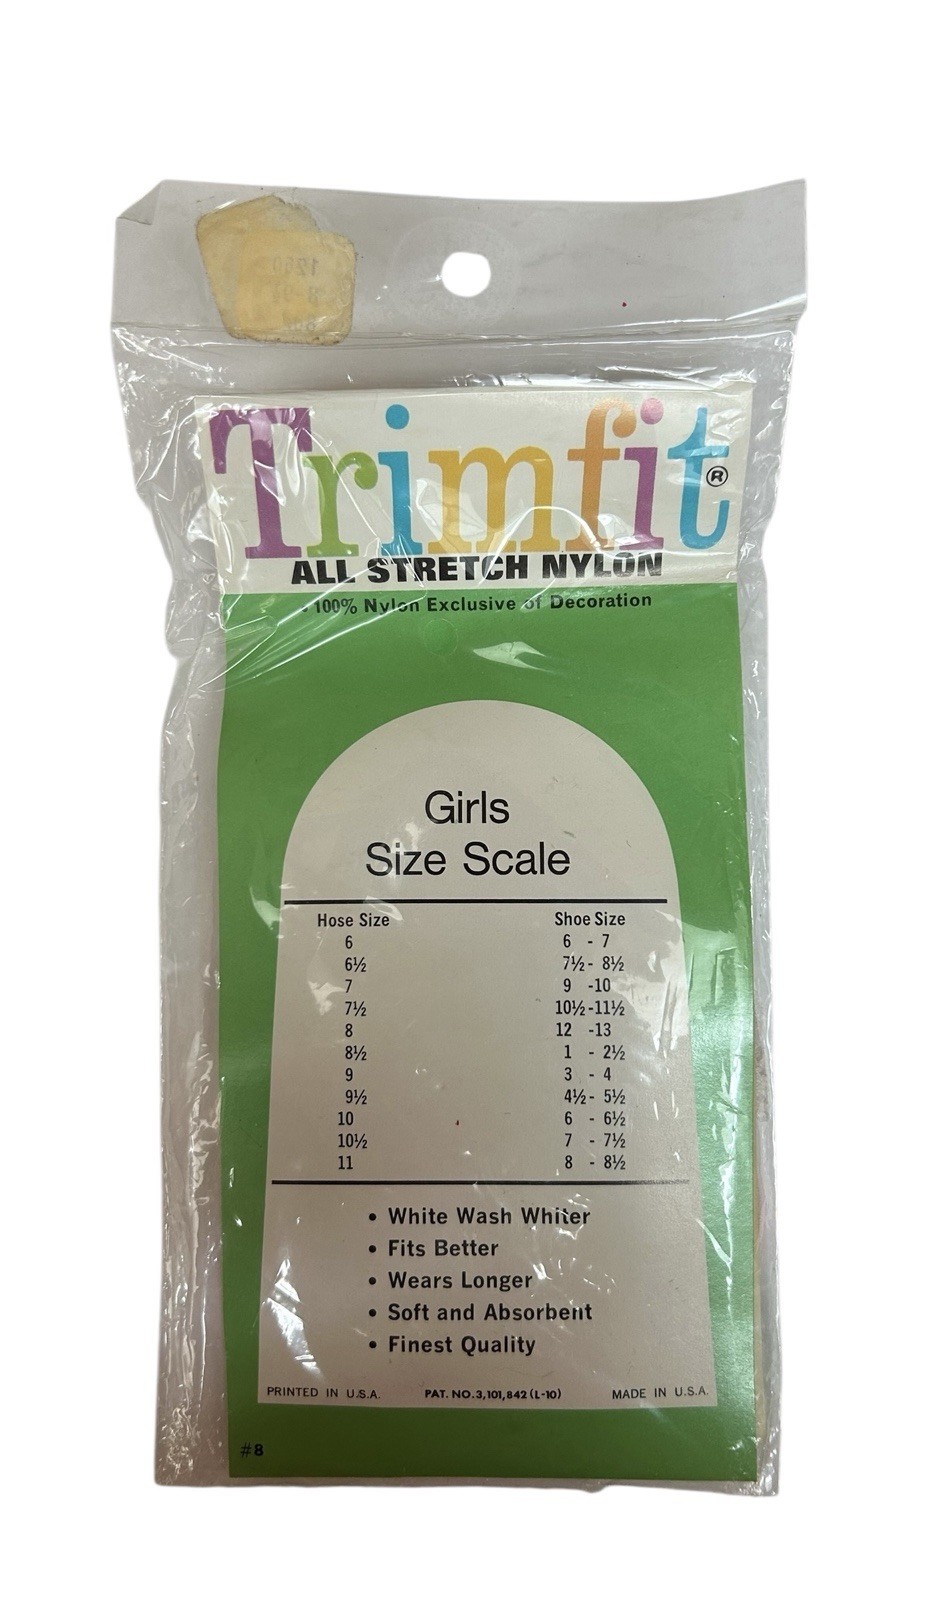 Trimfit®
ALL STRETCH NYLON
• 100% Nylon Exclusive of Decoration
Girls
Size Scale
Hose Size Shoe Size
6 6 - 7
6½ 7½ - 8½
7 9 -10
7½ 10½ -11½
8 12 -13
8½ 1 - 2½
9 3 - 4
9½ 4½ - 5½
10 6 - 6½
10½ 7 - 7½
11 8 - 8½
• White Wash Whiter
• Fits Better
• Wears Longer
• Soft and Absorbent
• Finest Quality
PRINTED IN U.S.A. PAT. NO. 3,101,842 (L-10) MADE IN U.S.A.
#8